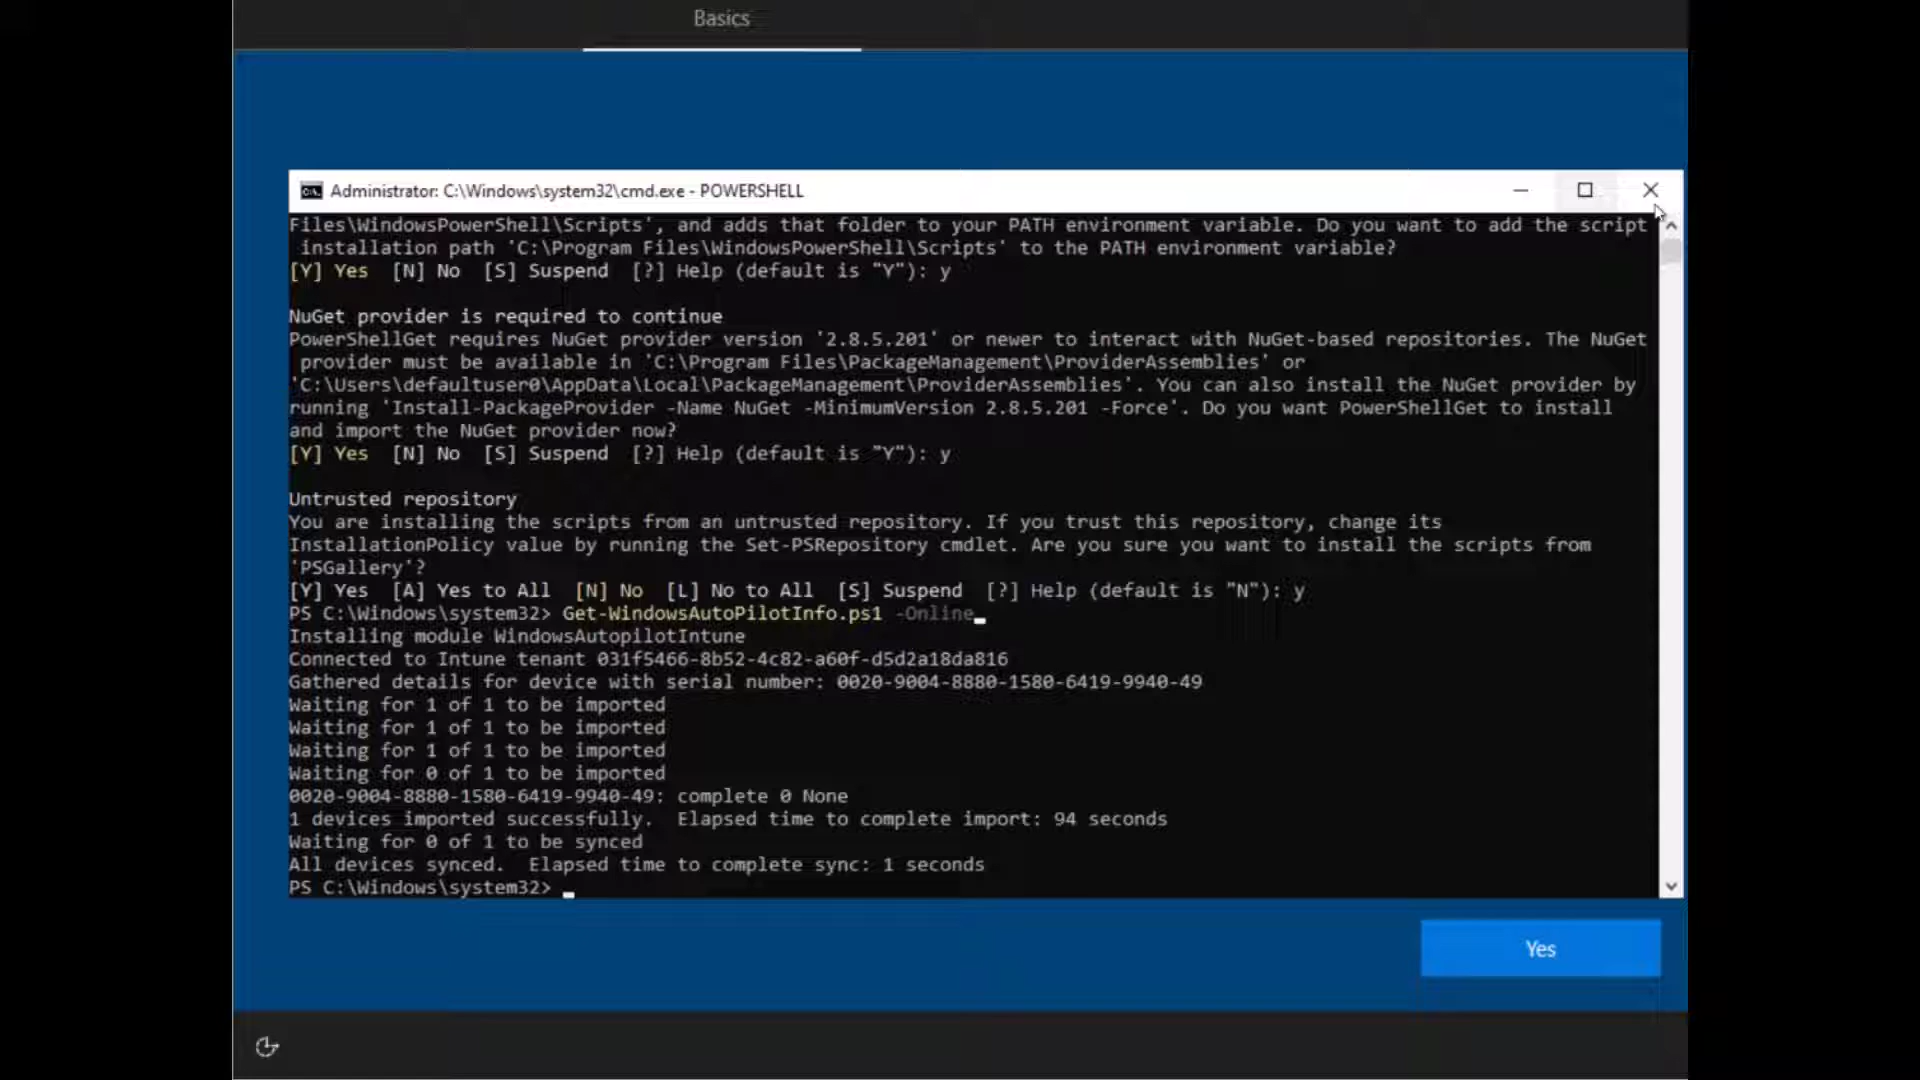 Basics
Administrator: C:\Windows\system32\cmd.exe - POWERSHELL
Files\WindowsPowerShell\Scripts', and adds that folder to your PATH environment variable. Do you want to add the script
installation path 'C:\Program Files\WindowsPowerShell\Scripts' to the PATH environment variable?
[Y] Yes  [N] No  [S] Suspend  [?] Help (default is "Y"): y
NuGet provider is required to continue
PowerShellGet requires NuGet provider version '2.8.5.201' or newer to interact with NuGet-based repositories. The NuGet
provider must be available in 'C:\Program Files\PackageManagement\ProviderAssemblies' or
'C:\Users\defaultuser0\AppData\Local\PackageManagement\ProviderAssemblies'. You can also install the NuGet provider by
running 'Install-PackageProvider -Name NuGet -MinimumVersion 2.8.5.201 -Force'. Do you want PowerShellGet to install
and import the NuGet provider now?
[Y] Yes  [N] No  [S] Suspend  [?] Help (default is "Y"): y
Untrusted repository
You are installing the scripts from an untrusted repository. If you trust this repository, change its
InstallationPolicy value by running the Set-PSRepository cmdlet. Are you sure you want to install the scripts from
'PSGallery'?
[Y] Yes  [A] Yes to All  [N] No  [L] No to All  [S] Suspend  [?] Help (default is "N"): y
PS C:\Windows\system32> Get-WindowsAutoPilotInfo.ps1 -Online
Installing module WindowsAutopilotIntune
Connected to Intune tenant 031f5466-8b52-4c82-a60f-d5d2a18da816
Gathered details for device with serial number: 0020-9004-8880-1580-6419-9940-49
Waiting for 1 of 1 to be imported
Waiting for 1 of 1 to be imported
Waiting for 1 of 1 to be imported
Waiting for 0 of 1 to be imported
0020-9004-8880-1580-6419-9940-49: complete 0 None
1 devices imported successfully.  Elapsed time to complete import: 94 seconds
Waiting for 0 of 1 to be synced
All devices synced.  Elapsed time to complete sync: 1 seconds
PS C:\Windows\system32>
Yes